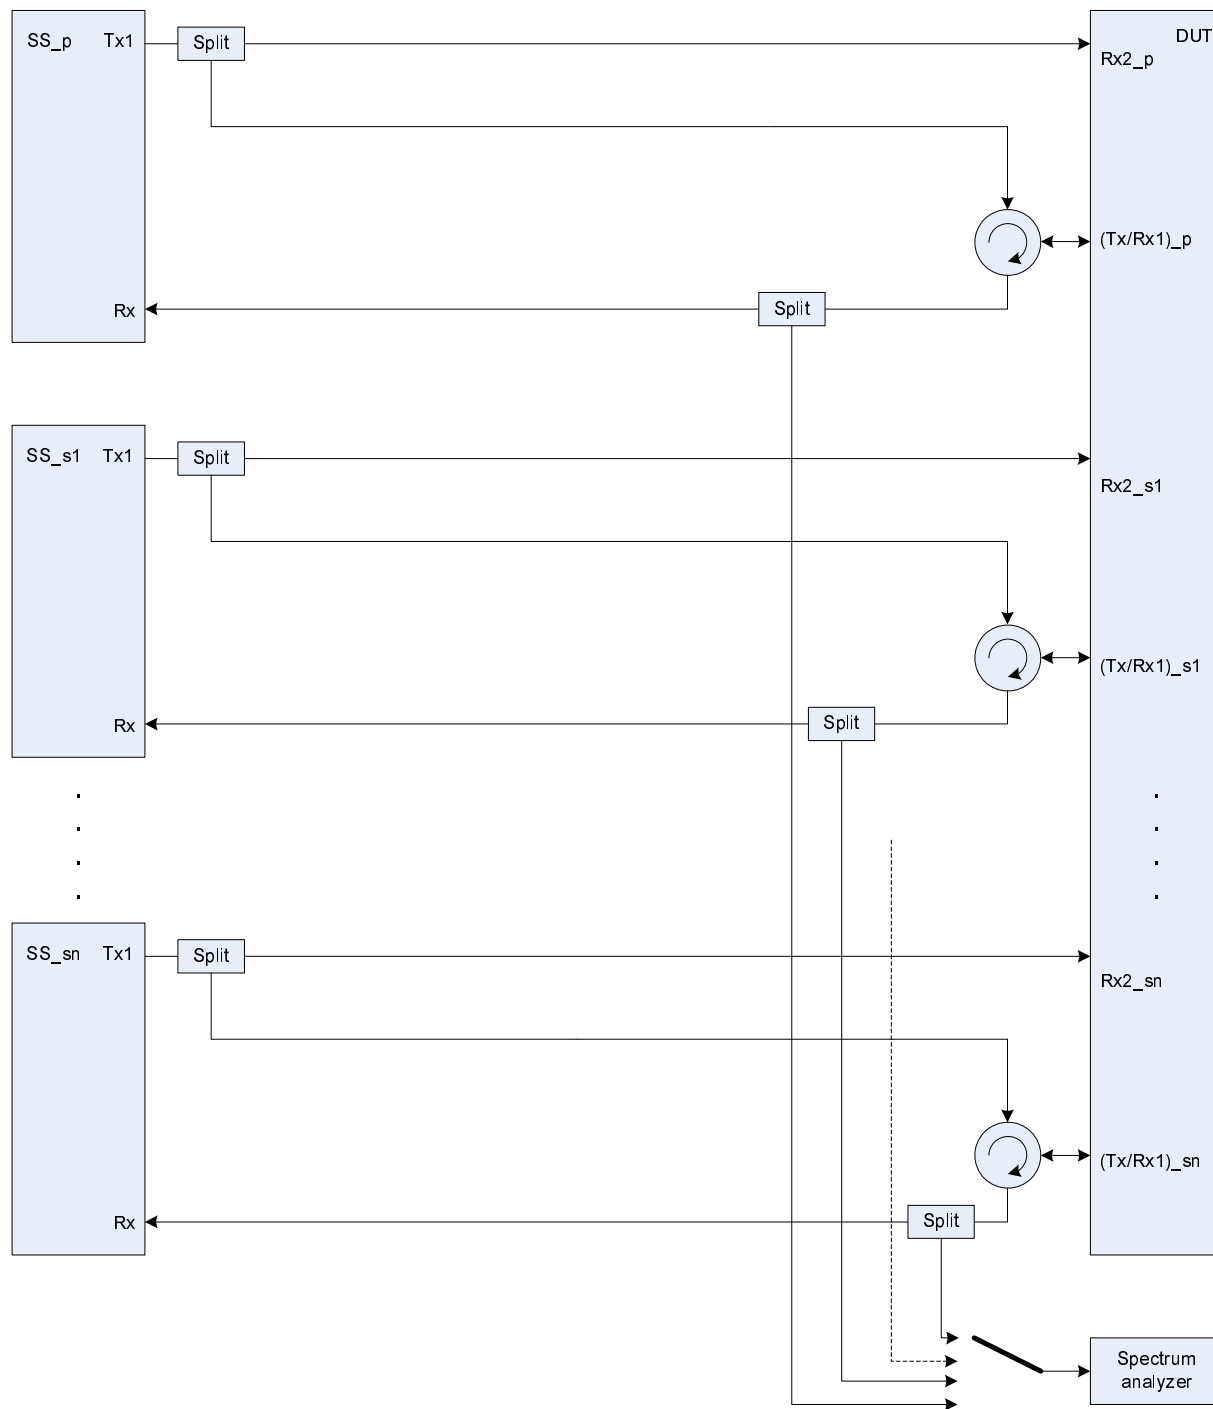 SS_p Tx1
Split
DUT
Rx2_p
(Tx/Rx1)_p
Split
Rx
SS_s1 Tx1
Split
Rx2_s1
(Tx/Rx1)_s1
Split
Rx
SS_sn Tx1
Split
Rx2_sn
(Tx/Rx1)_sn
Split
Rx
Spectrum
analyzer